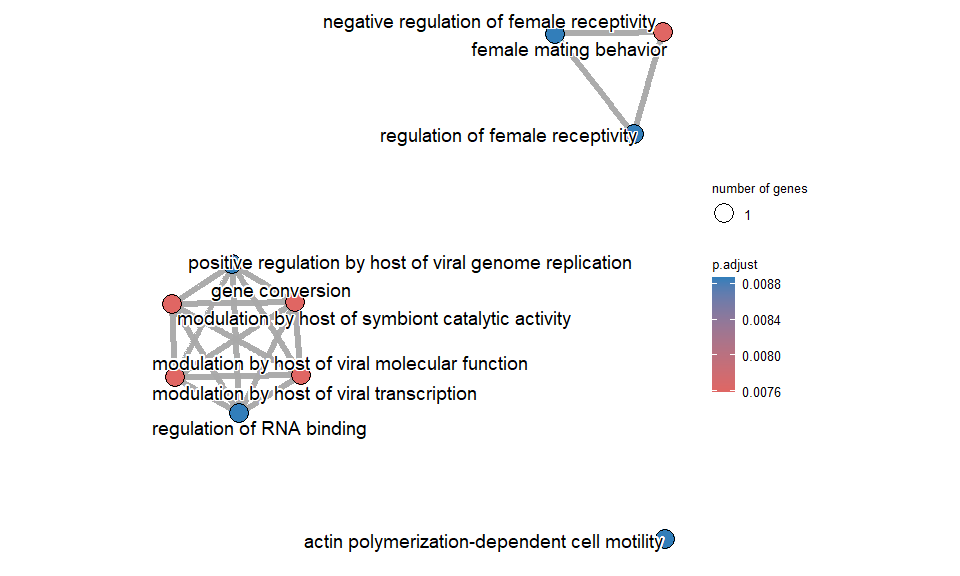 negative regulation of female receptivity
female mating behavior
regulation of female receptivity
number of genes
1
positive regulation by host of viral genome replication
p.adjust
0.0088
gene conversion
modulation by host of symbiont catalytic activity
0.0084
0.0080
modulation by host of viral molecular function
0.0076
modulation by host of viral transcription
regulation of RNA binding
actin polymerization-dependent cell motility